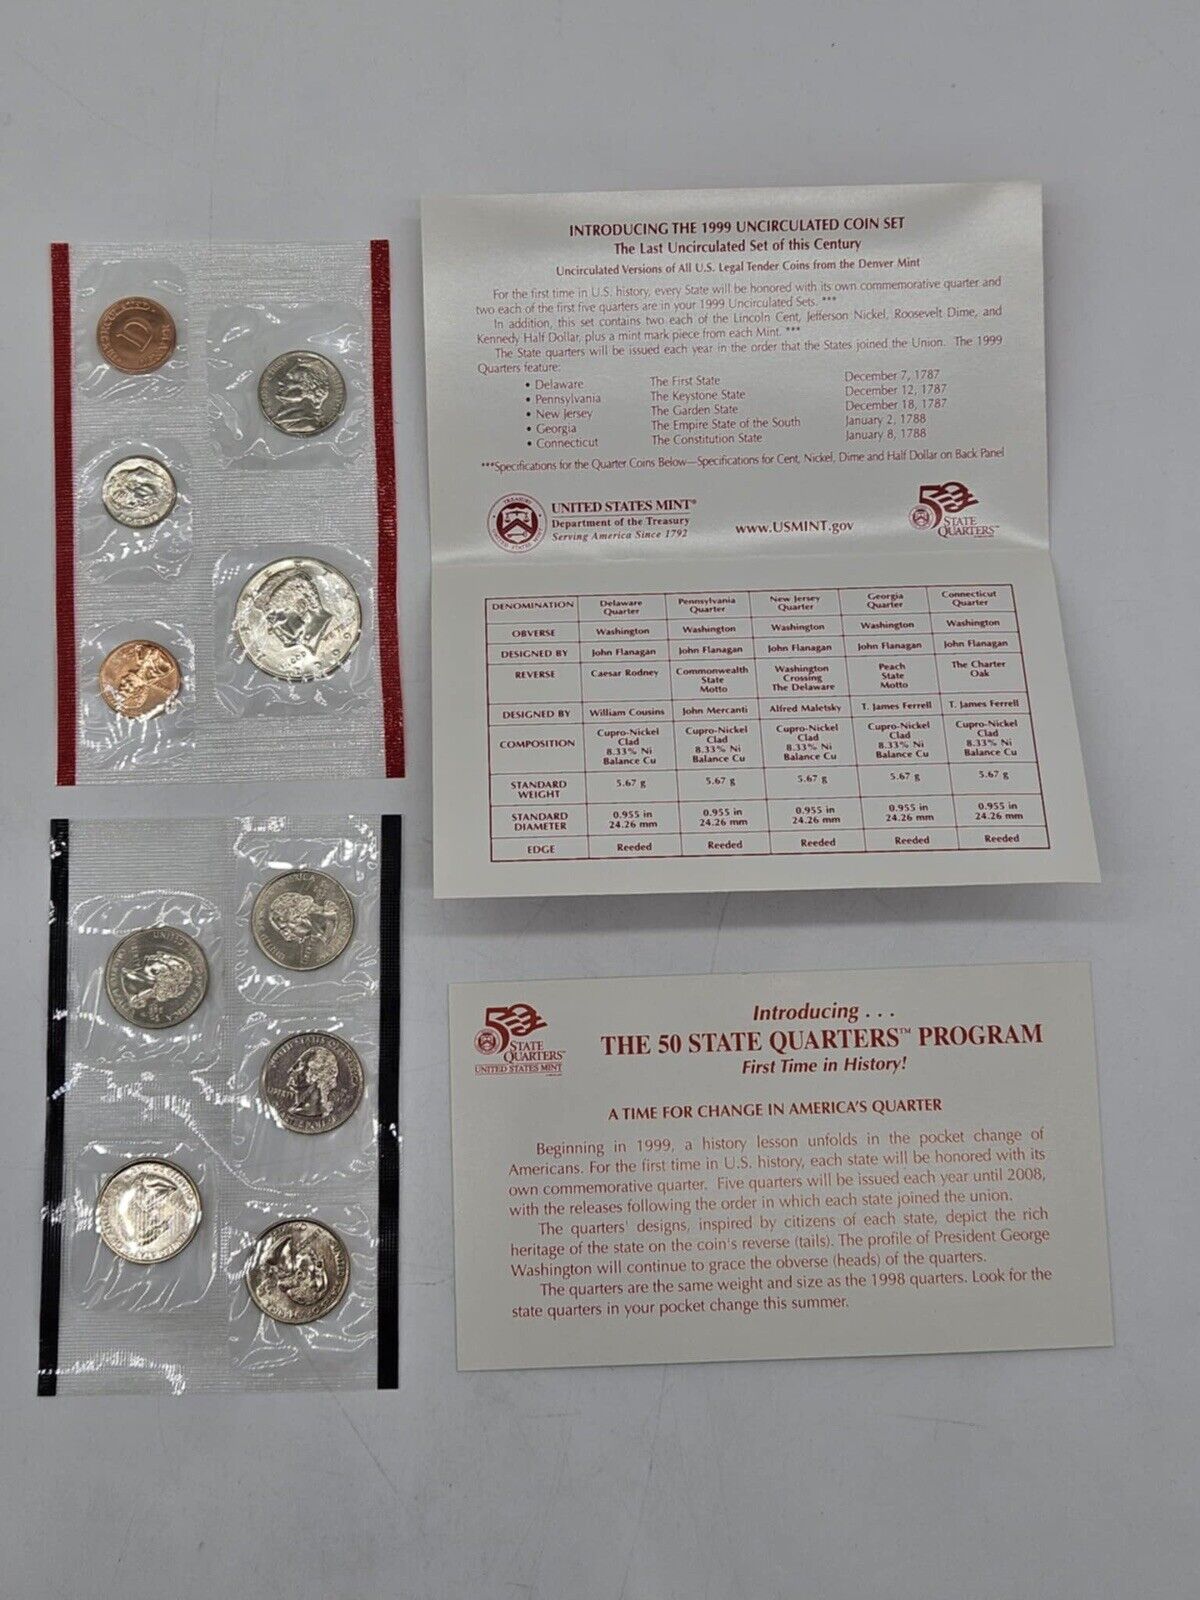 INTRODUCING THE 1999 UNCIRCULATED COIN SET
The Last Uncirculated Set of this Century
Uncirculated Versions of All U.S. Legal Tender Coins from the Denver Mint
For the first time in U.S. history, every State will be honored with its own commemorative quarter and
two each of the first five quarters are in your 1999 Uncirculated Sets. ***
In addition, this set contains two each of the Lincoln Cent, Jefferson Nickel, Roosevelt Dime, and
Kennedy Half Dollar, plus a mint mark piece from each Mint. ***
The State quarters will be issued each year in the order that the States joined the Union. The 1999
Quarters feature:
• Delaware The First State December 7, 1787
• Pennsylvania The Keystone State December 12, 1787
• New Jersey The Garden State December 18, 1787
• Georgia The Empire State of the South January 2, 1788
• Connecticut The Constitution State January 8, 1788
***Specifications for the Quarter Coins Below—Specifications for Cent, Nickel, Dime and Half Dollar on Back Panel
UNITED STATES MINT®
Department of the Treasury
Serving America Since 1792
www.USMINT.gov
50
STATE
QUARTERS™
DENOMINATION Delaware Quarter Pennsylvania Quarter New Jersey Quarter Georgia Quarter Connecticut Quarter
OBVERSE Washington Washington Washington Washington Washington
DESIGNED BY John Flanagan John Flanagan John Flanagan John Flanagan John Flanagan
REVERSE Caesar Rodney Commonwealth State Motto Washington Crossing The Delaware Peach State Motto The Charter Oak
DESIGNED BY William Cousins John Mercanti Alfred Maletsky T. James Ferrell T. James Ferrell
COMPOSITION Cupro-Nickel Clad 8.33% Ni Balance Cu Cupro-Nickel Clad 8.33% Ni Balance Cu Cupro-Nickel Clad 8.33% Ni Balance Cu Cupro-Nickel Clad 8.33% Ni Balance Cu Cupro-Nickel Clad 8.33% Ni Balance Cu
STANDARD WEIGHT 5.67 g 5.67 g 5.67 g 5.67 g 5.67 g
STANDARD DIAMETER 0.955 in 24.26 mm 0.955 in 24.26 mm 0.955 in 24.26 mm 0.955 in 24.26 mm 0.955 in 24.26 mm
EDGE Reeded Reeded Reeded Reeded Reeded
50
STATE
QUARTERS™
UNITED STATES MINT
Introducing . . .
THE 50 STATE QUARTERS™ PROGRAM
First Time in History!
A TIME FOR CHANGE IN AMERICA'S QUARTER
Beginning in 1999, a history lesson unfolds in the pocket change of
Americans. For the first time in U.S. history, each state will be honored with its
own commemorative quarter. Five quarters will be issued each year until 2008,
with the releases following the order in which each state joined the union.
The quarters' designs, inspired by citizens of each state, depict the rich
heritage of the state on the coin's reverse (tails). The profile of President George
Washington will continue to grace the obverse (heads) of the quarters.
The quarters are the same weight and size as the 1998 quarters. Look for the
state quarters in your pocket change this summer.
D